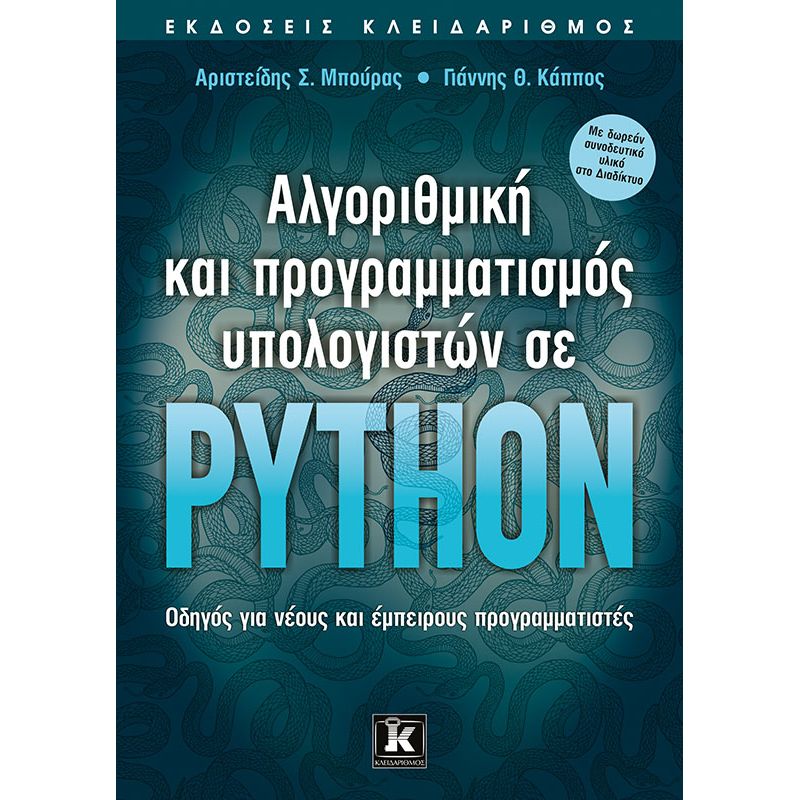 ΕΚΔΟΣΕΙΣ ΚΛΕΙΔΑΡΙΘΜΟΣ
Αριστείδης Σ. Μπούρας • Γιάννης Θ. Κάππος
Με δωρεάν
συνοδευτικό
υλικό
στο Διαδίκτυο
Αλγοριθμική
και προγραμματισμός
υπολογιστών σε
PYTHON
Οδηγός για νέους και έμπειρους προγραμματιστές
K
ΚΛΕΙΔΑΡΙΘΜΟΣ